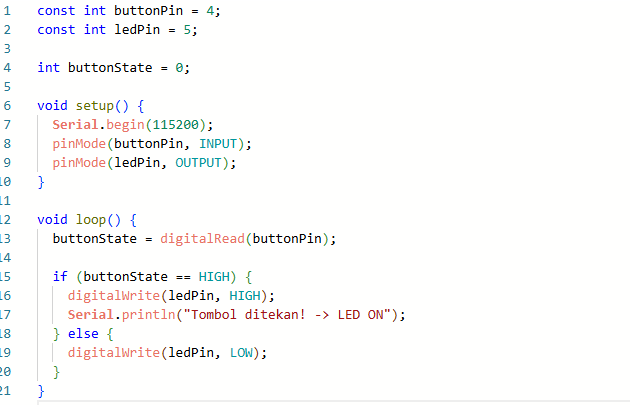 1 const int buttonPin = 4;
2 const int ledPin = 5;
3
4 int buttonState = 0;
5
6 void setup() {
7   Serial.begin(115200);
8   pinMode(buttonPin, INPUT);
9   pinMode(ledPin, OUTPUT);
10 }
11
12 void loop() {
13   buttonState = digitalRead(buttonPin);
14
15   if (buttonState == HIGH) {
16     digitalWrite(ledPin, HIGH);
17     Serial.println("Tombol ditekan! -> LED ON");
18   } else {
19     digitalWrite(ledPin, LOW);
20   }
21 }